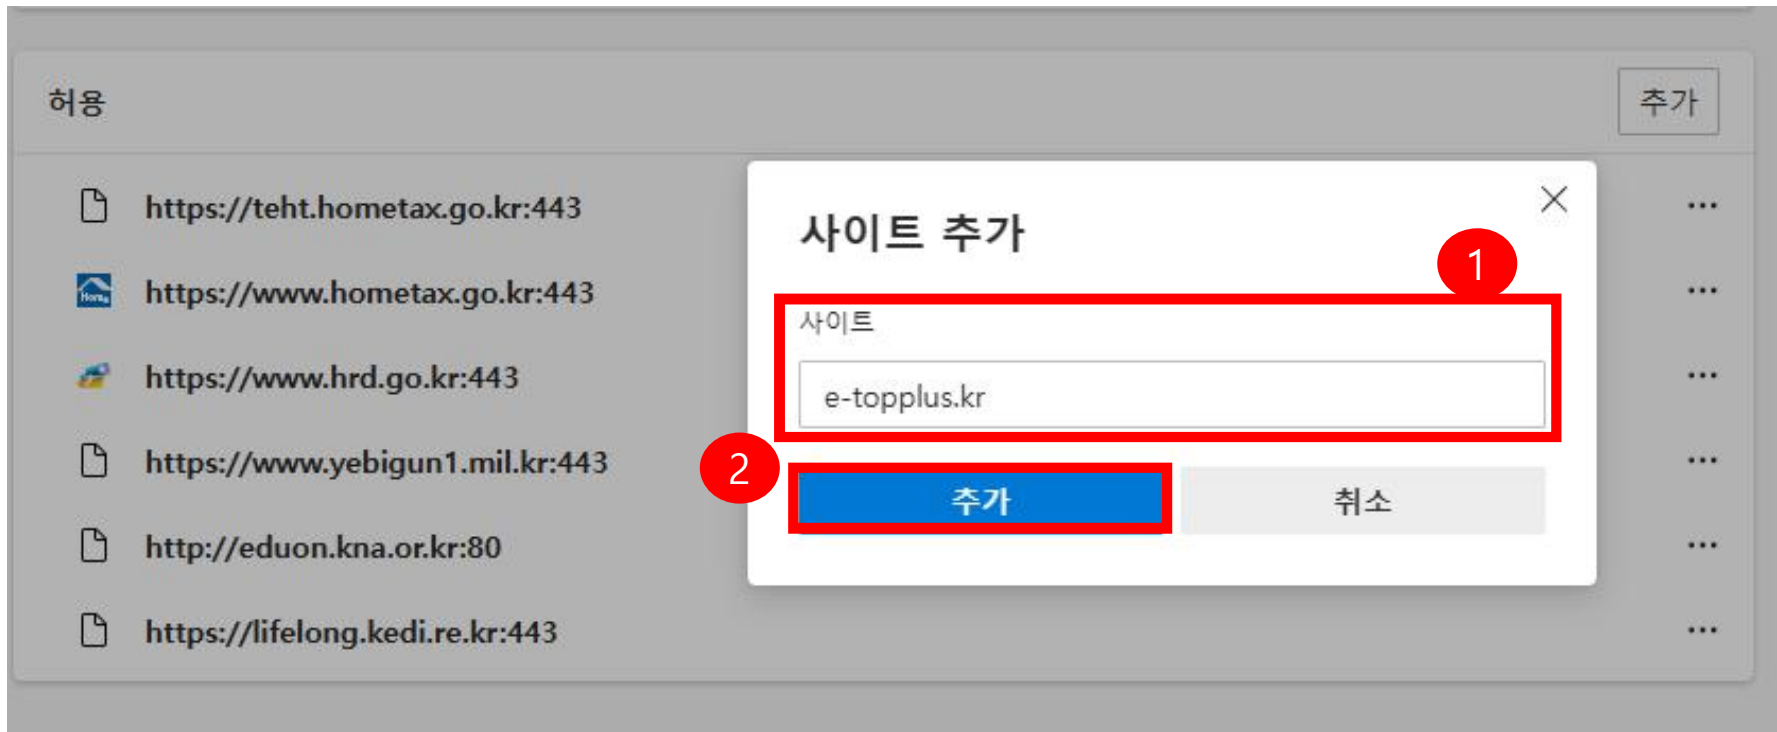 허용
추가
https://teht.hometax.go.kr:443
https://www.hometax.go.kr:443
https://www.hrd.go.kr:443
https://www.yebigun1.mil.kr:443
http://eduon.kna.or.kr:80
https://lifelong.kedi.re.kr:443
사이트 추가
1
사이트
e-topplus.kr
2
추가
취소